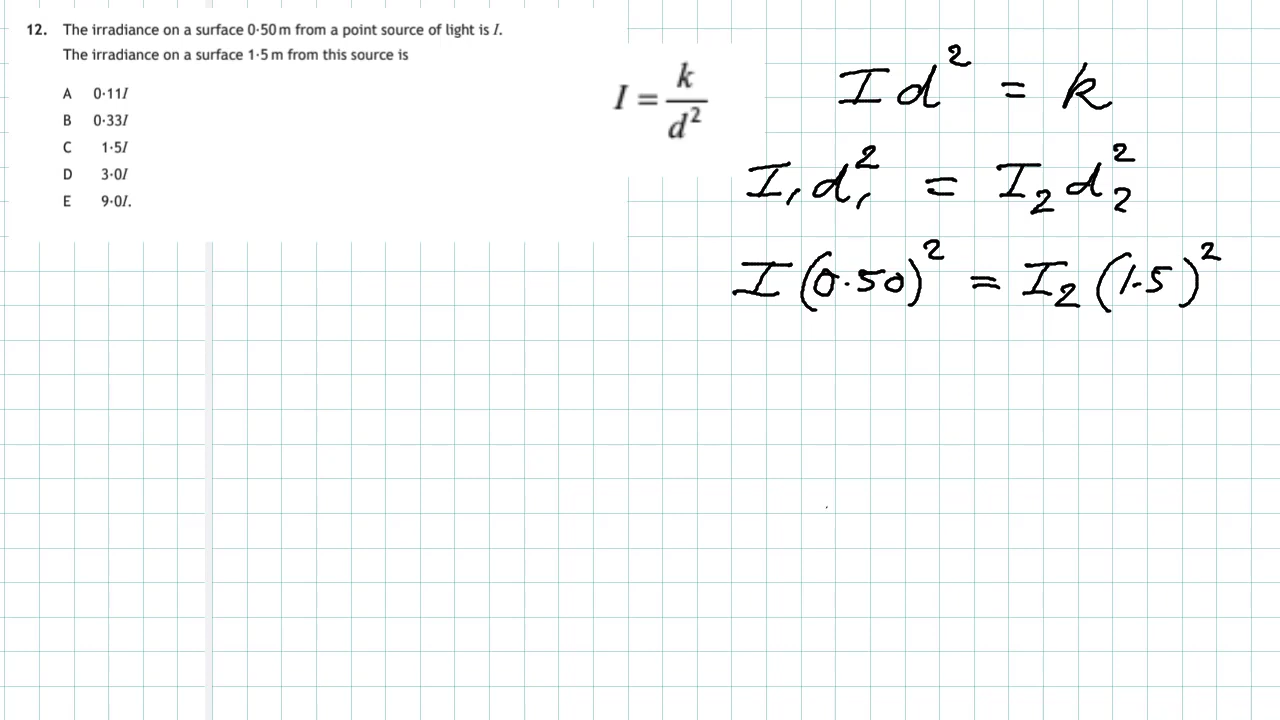 12. The irradiance on a surface 0·50 m from a point source of light is I.
The irradiance on a surface 1·5 m from this source is
A 0·11I
B 0·33I
C 1·5I
D 3·0I
E 9·0I.
I = k/d²
Id² = k
I₁d₁² = I₂d₂²
I(0.50)² = I₂(1.5)²